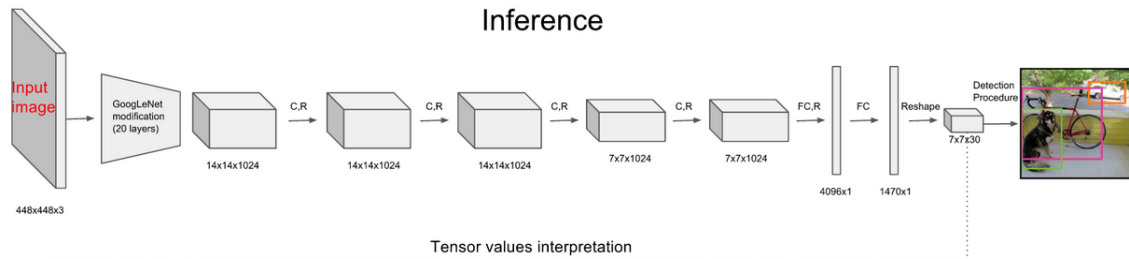 Inference
Input
image
GoogLeNet
modification
(20 layers)
C,R
C,R
C,R
C,R
FC,R
FC
Reshape
Detection
Procedure
448x448x3
14x14x1024
14x14x1024
14x14x1024
7x7x1024
7x7x1024
4096x1
1470x1
7x7x30
Tensor values interpretation